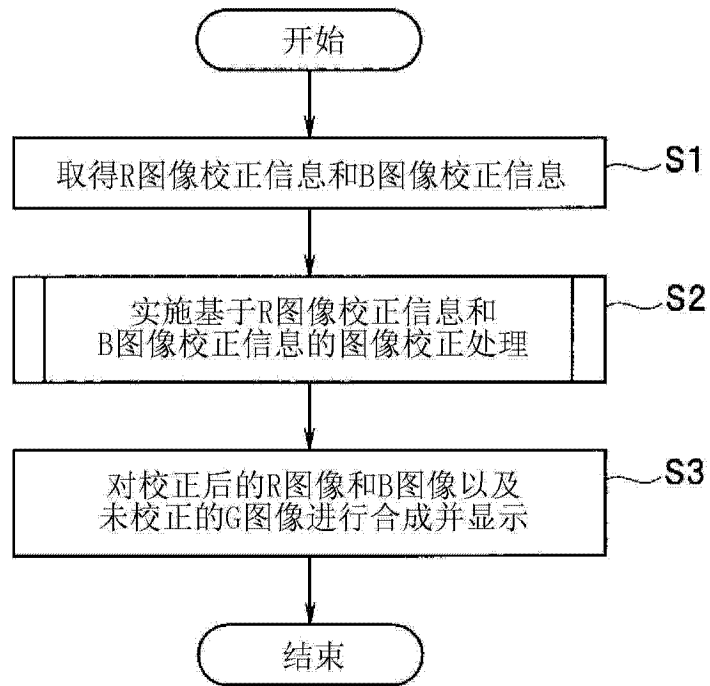 开始
取得R图像校正信息和B图像校正信息
S1
实施基于R图像校正信息和
B图像校正信息的图像校正处理
S2
对校正后的R图像和B图像以及
未校正的G图像进行合成并显示
S3
结束